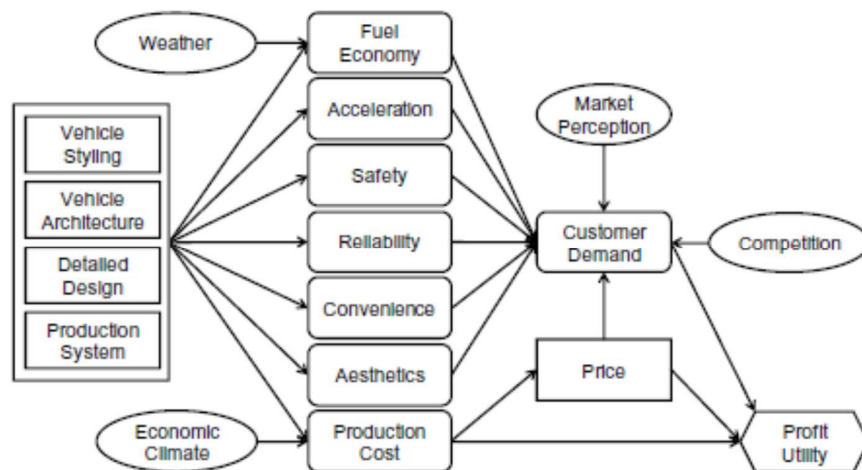 Weather
Fuel
Economy
Acceleration
Market
Perception
Vehicle
Styling
Safety
Vehicle
Architecture
Reliability
Customer
Demand
Competition
Detailed
Design
Convenience
Production
System
Aesthetics
Price
Economic
Climate
Production
Cost
Profit
Utility